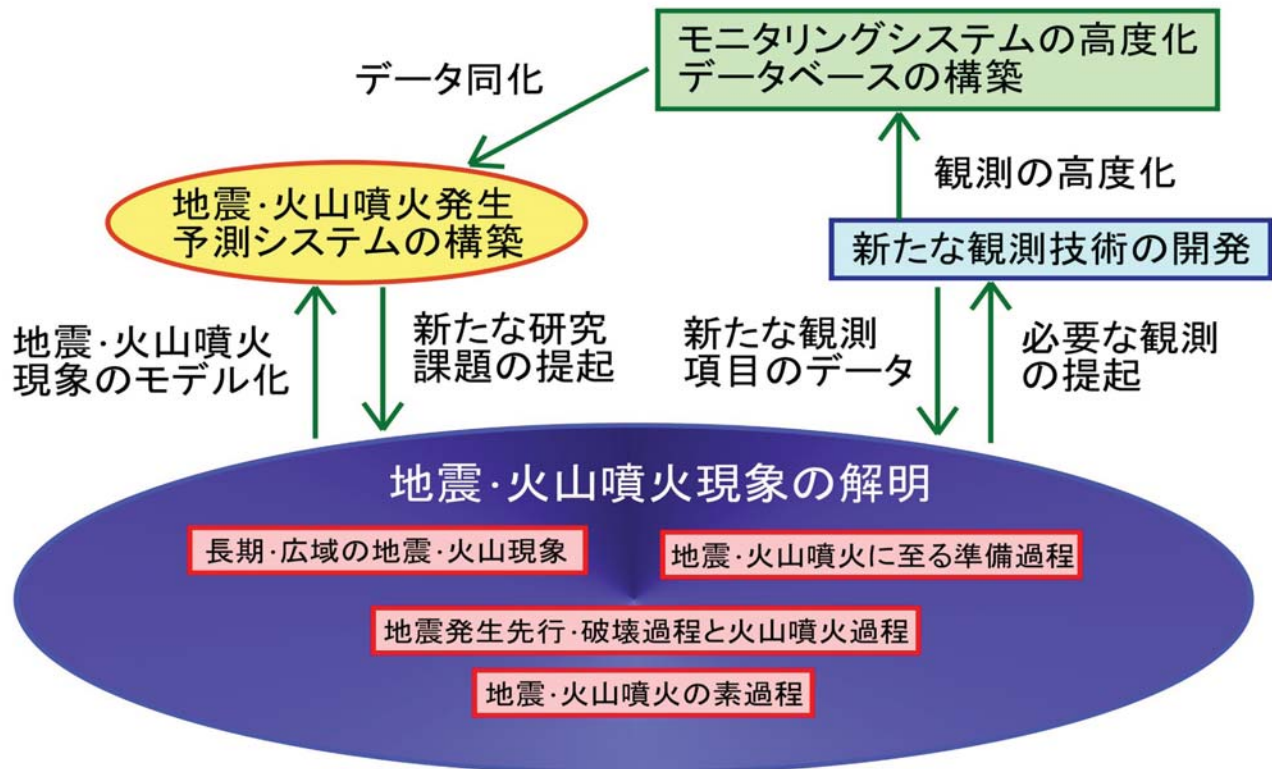 モニタリングシステムの高度化
データベースの構築
データ同化
観測の高度化
地震・火山噴火発生
予測システムの構築
新たな観測技術の開発
地震・火山噴火
現象のモデル化
新たな研究
課題の提起
新たな観測
項目のデータ
必要な観測
の提起
地震・火山噴火現象の解明
長期・広域の地震・火山現象
地震・火山噴火に至る準備過程
地震発生先行・破壊過程と火山噴火過程
地震・火山噴火の素過程